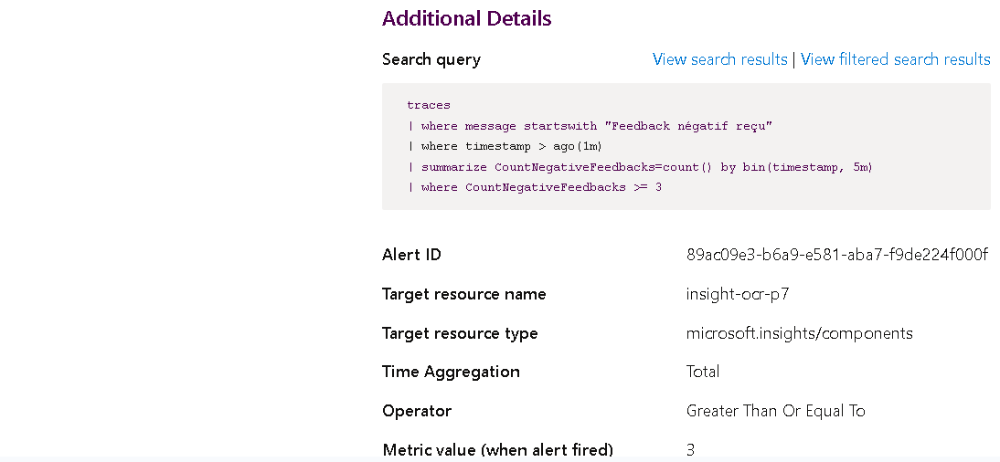 Additional Details
Search query View search results | View filtered search results
traces
| where message startswith "Feedback négatif reçu"
| where timestamp > ago(1m)
| summarize CountNegativeFeedbacks=count() by bin(timestamp, 5m)
| where CountNegativeFeedbacks >= 3
Alert ID 89ac09e3-b6a9-e581-aba7-f9de224f000f
Target resource name insight-ocr-p7
Target resource type microsoft.insights/components
Time Aggregation Total
Operator Greater Than Or Equal To
Metric value (when alert fired) 3